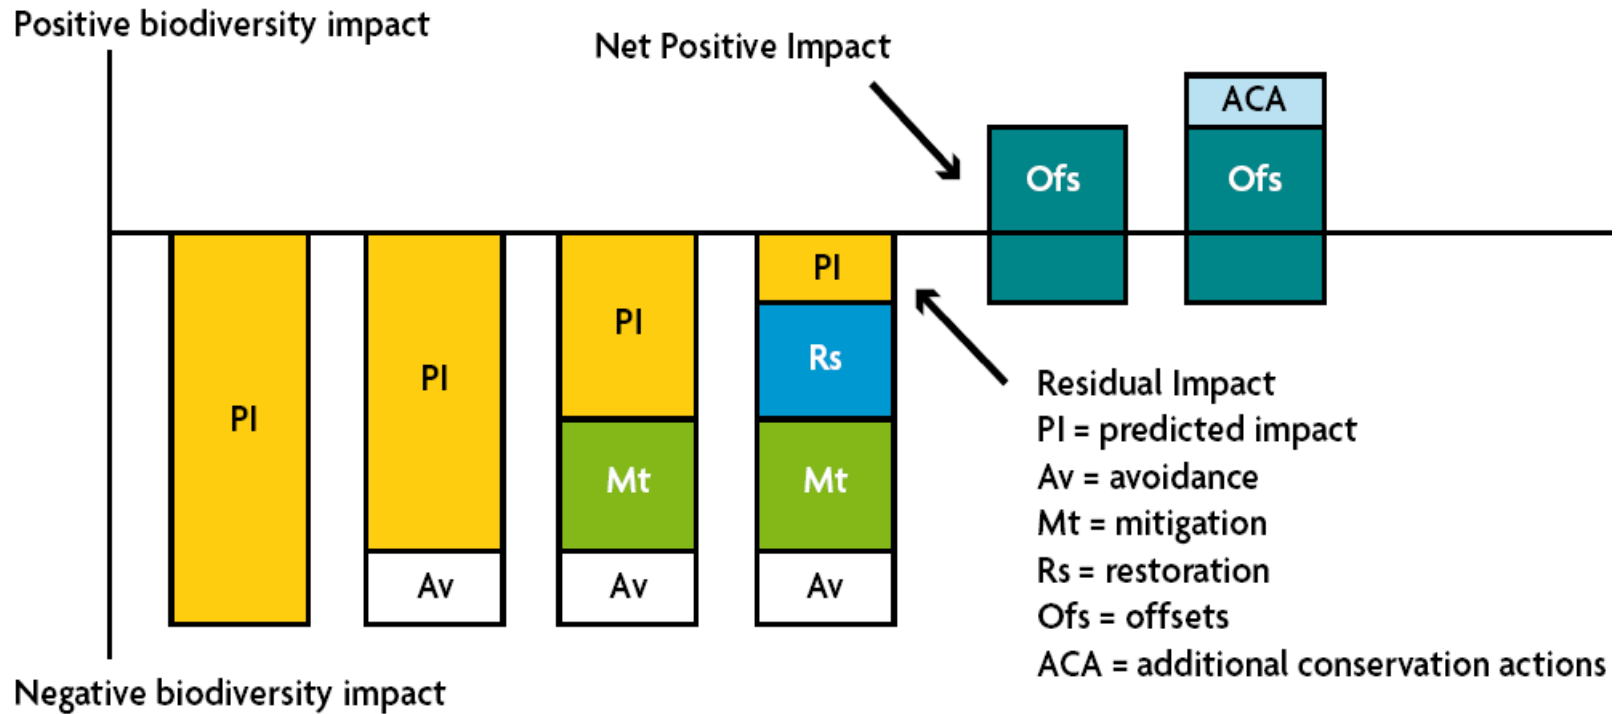 Positive biodiversity impact
Net Positive Impact
ACA
Ofs
Ofs
PI
PI
PI
PI
Rs
Mt
Mt
Av
Av
Av
Residual Impact
PI = predicted impact
Av = avoidance
Mt = mitigation
Rs = restoration
Ofs = offsets
ACA = additional conservation actions
Negative biodiversity impact